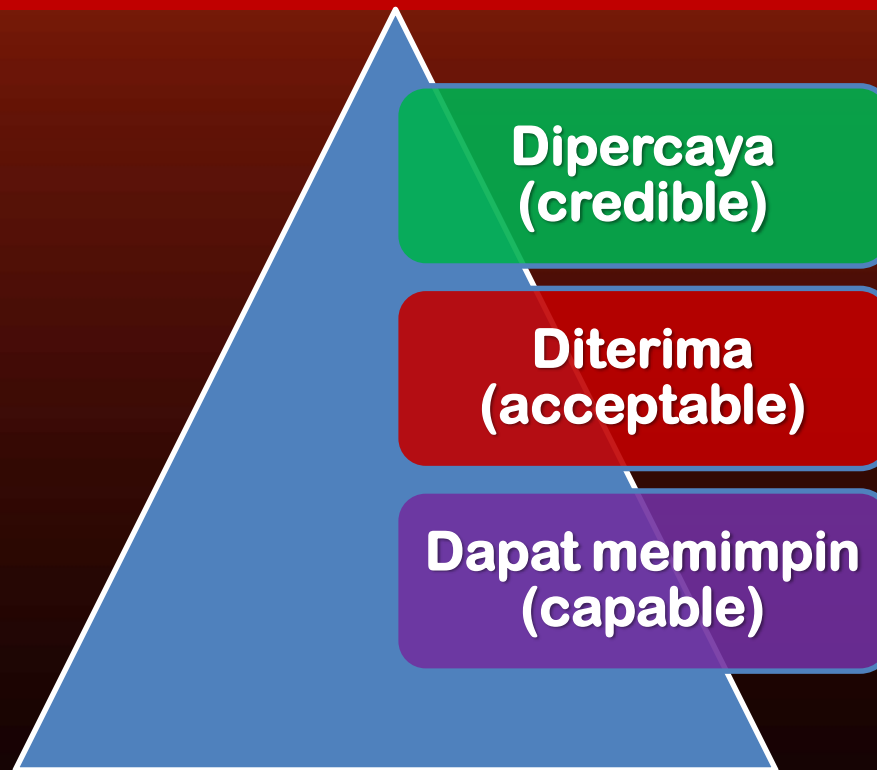 Dipercaya
(credible)
Diterima
(acceptable)
Dapat memimpin
(capable)